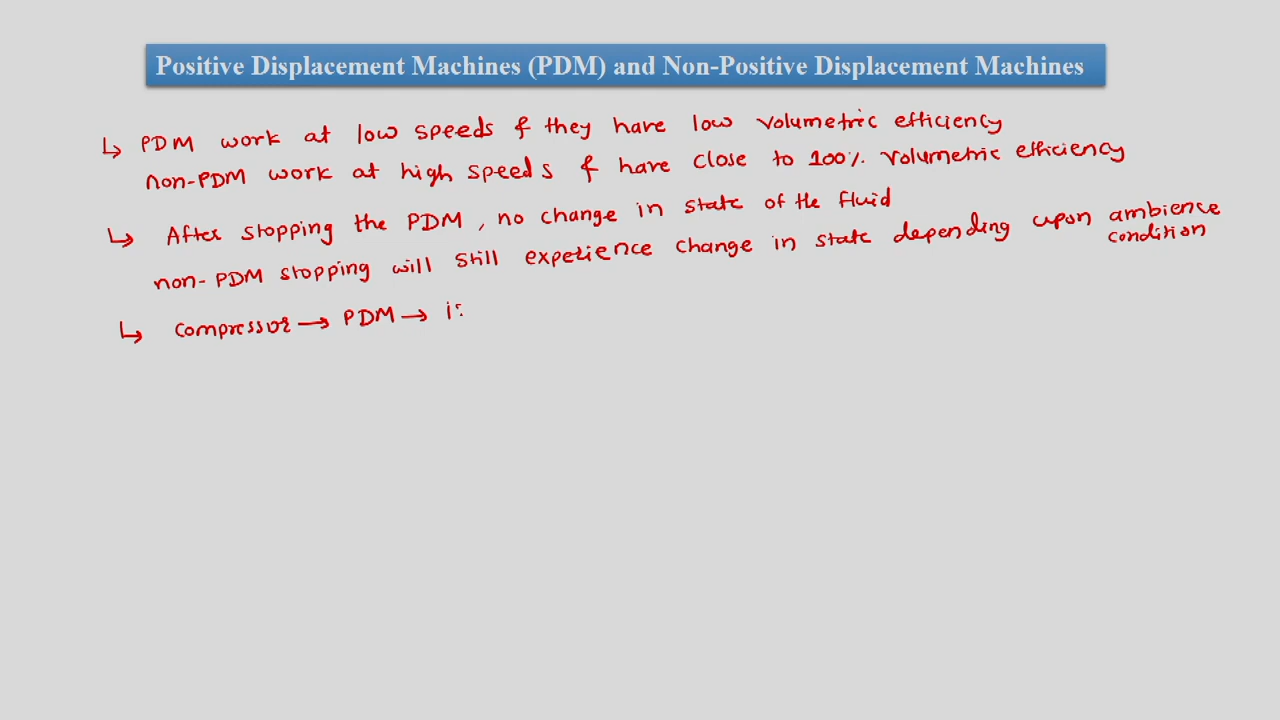 Positive Displacement Machines (PDM) and Non-Positive Displacement Machines
↳ PDM work at low speeds & they have low volumetric efficiency
non-PDM work at high speeds & have close to 100% volumetric efficiency
↳ After stopping the PDM, no change in state of the fluid
non-PDM stopping will still experience change in state depending upon ambience condition
↳ Compressor → PDM →